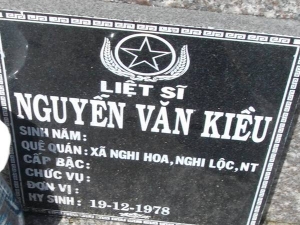 LIỆT SĨ
NGUYỄN VĂN KIỀU
SINH NĂM :
QUÊ QUÁN : XÃ NGHI HOA, NGHI LỘC, NT
CẤP BẬC :
CHỨC VỤ :
ĐƠN VỊ :
HY SINH : 19-12-1978